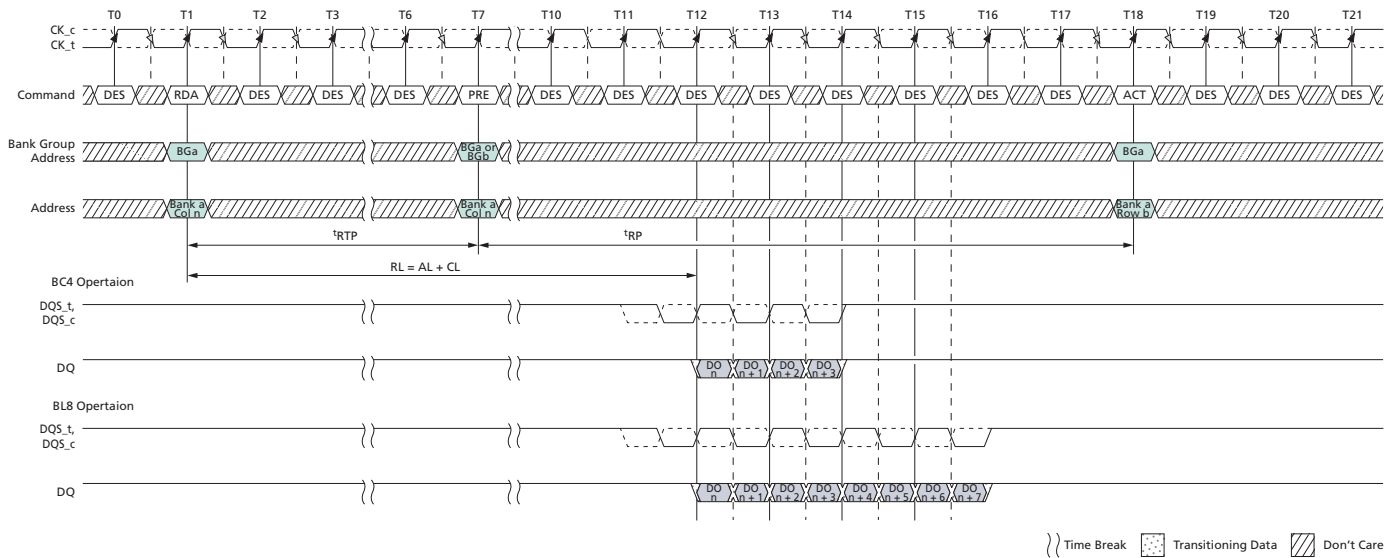 T0 T1 T2 T3 T6 T7 T10 T11 T12 T13 T14 T15 T16 T17 T18 T19 T20 T21
CK_c
CK_t
Command DES RDA DES DES DES PRE DES DES DES DES DES DES DES DES ACT DES DES DES
Bank Group
Address
BGa
BGa or
BGb
BGa
Address
Bank a
Col n
Bank a
Col n
Bank a
Row b
tRTP tRP
RL = AL + CL
BC4 Opertaion
DQS_t,
DQS_c
DQ
DO
n
DO
n + 1
DO
n + 2
DO
n + 3
BL8 Opertaion
DQS_t,
DQS_c
DQ
DO
n
DO
n + 1
DO
n + 2
DO
n + 3
DO
n + 4
DO
n + 5
DO
n + 6
DO
n + 7
Time Break Transitioning Data Don't Care